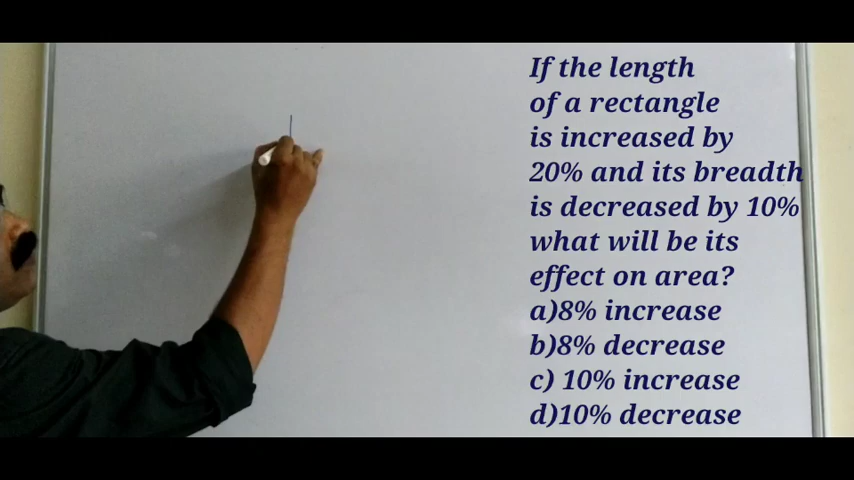 If the length
of a rectangle
is increased by
20% and its breadth
is decreased by 10%
what will be its
effect on area?
a)8% increase
b)8% decrease
c) 10% increase
d)10% decrease